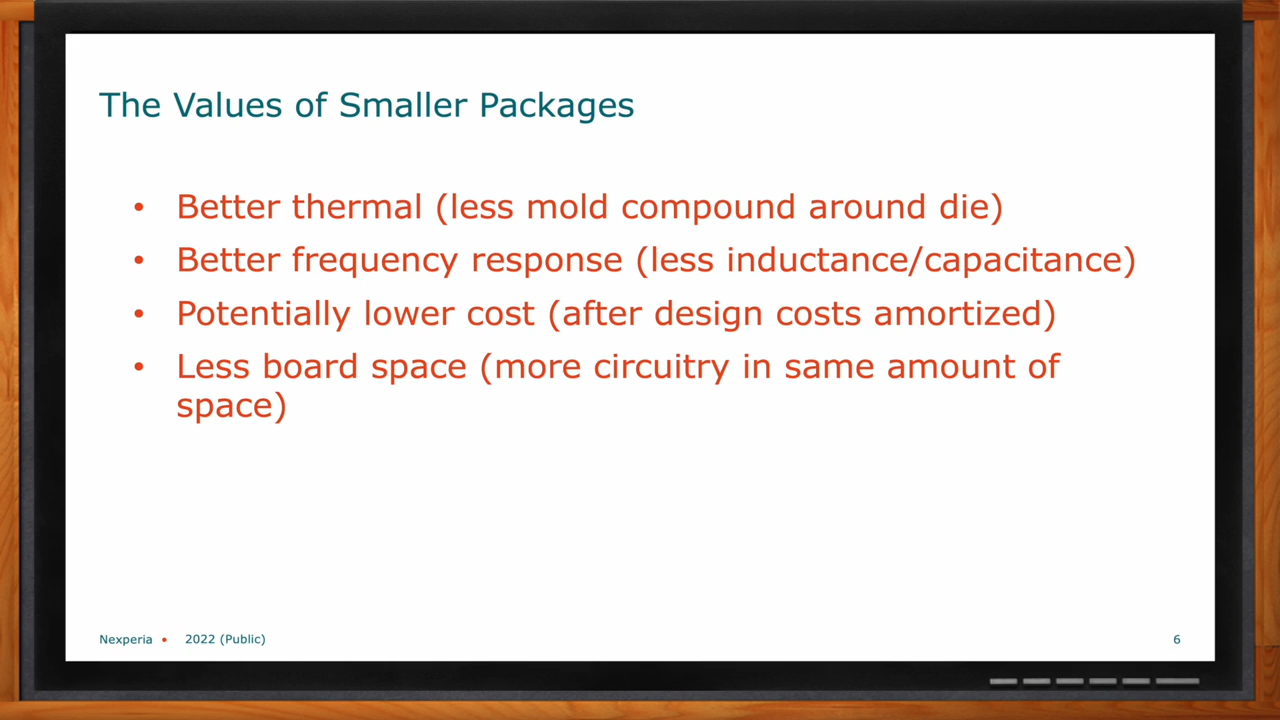 The Values of Smaller Packages
• Better thermal (less mold compound around die)
• Better frequency response (less inductance/capacitance)
• Potentially lower cost (after design costs amortized)
• Less board space (more circuitry in same amount of
space)
Nexperia • 2022 (Public)
6